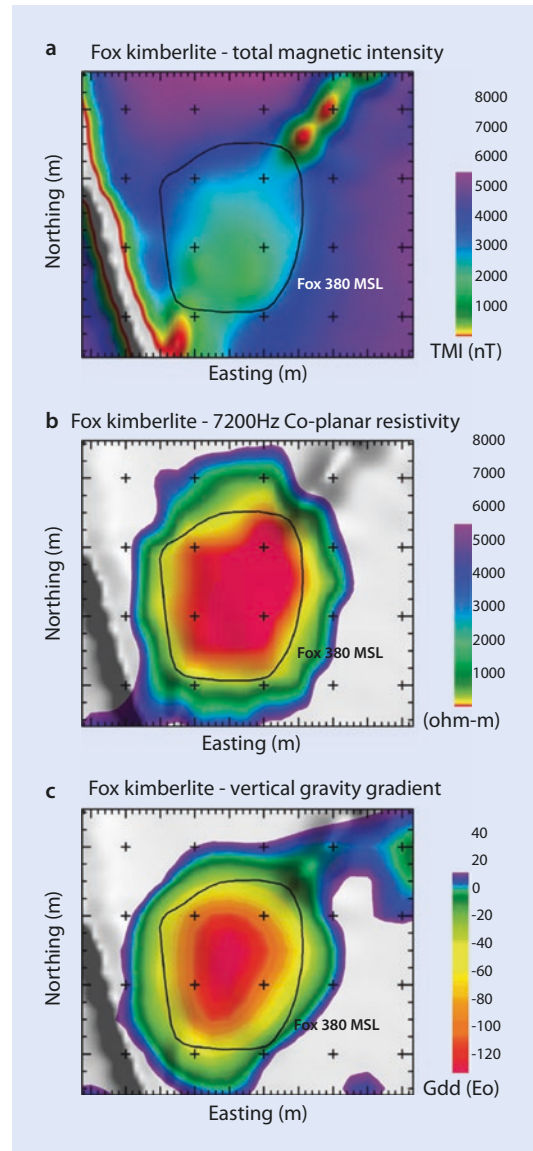 a Fox kimberlite - total magnetic intensity
8000
7000
6000
5000
4000
3000
2000
1000
TMI (nT)
Northing (m)
Fox 380 MSL
Easting (m)
b Fox kimberlite - 7200Hz Co-planar resistivity
8000
7000
6000
5000
4000
3000
2000
1000
(ohm-m)
Northing (m)
Fox 380 MSL
Easting (m)
c Fox kimberlite - vertical gravity gradient
40
20
0
-20
-40
-60
-80
-100
-120
Gdd (Eo)
Northing (m)
Fox 380 MSL
Easting (m)